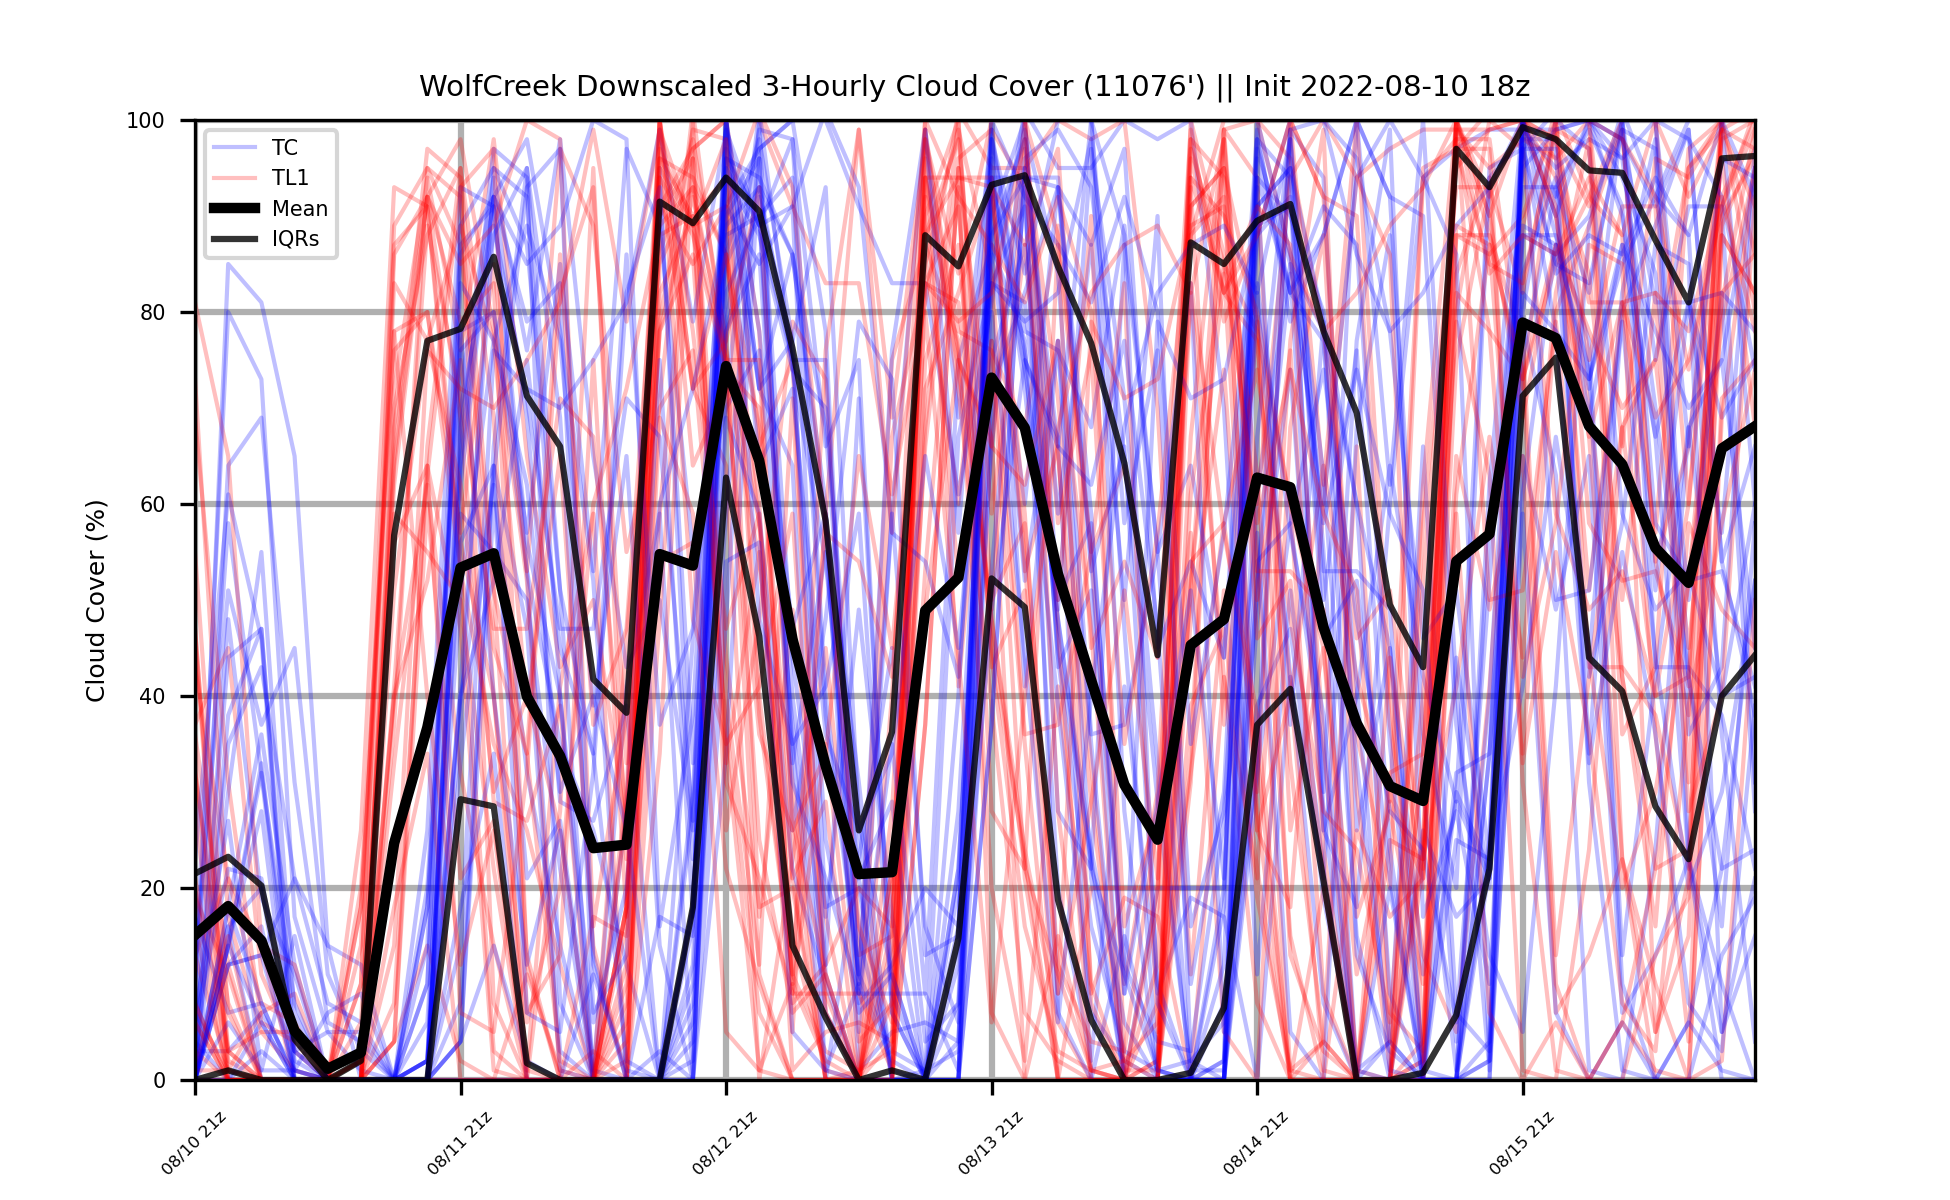 WolfCreek Downscaled 3-Hourly Cloud Cover (11076') || Init 2022-08-10 18z
TC
TL1
Mean
IQRs
Cloud Cover (%)
100
80
60
40
20
0
08/10 21z
08/11 21z
08/12 21z
08/13 21z
08/14 21z
08/15 21z